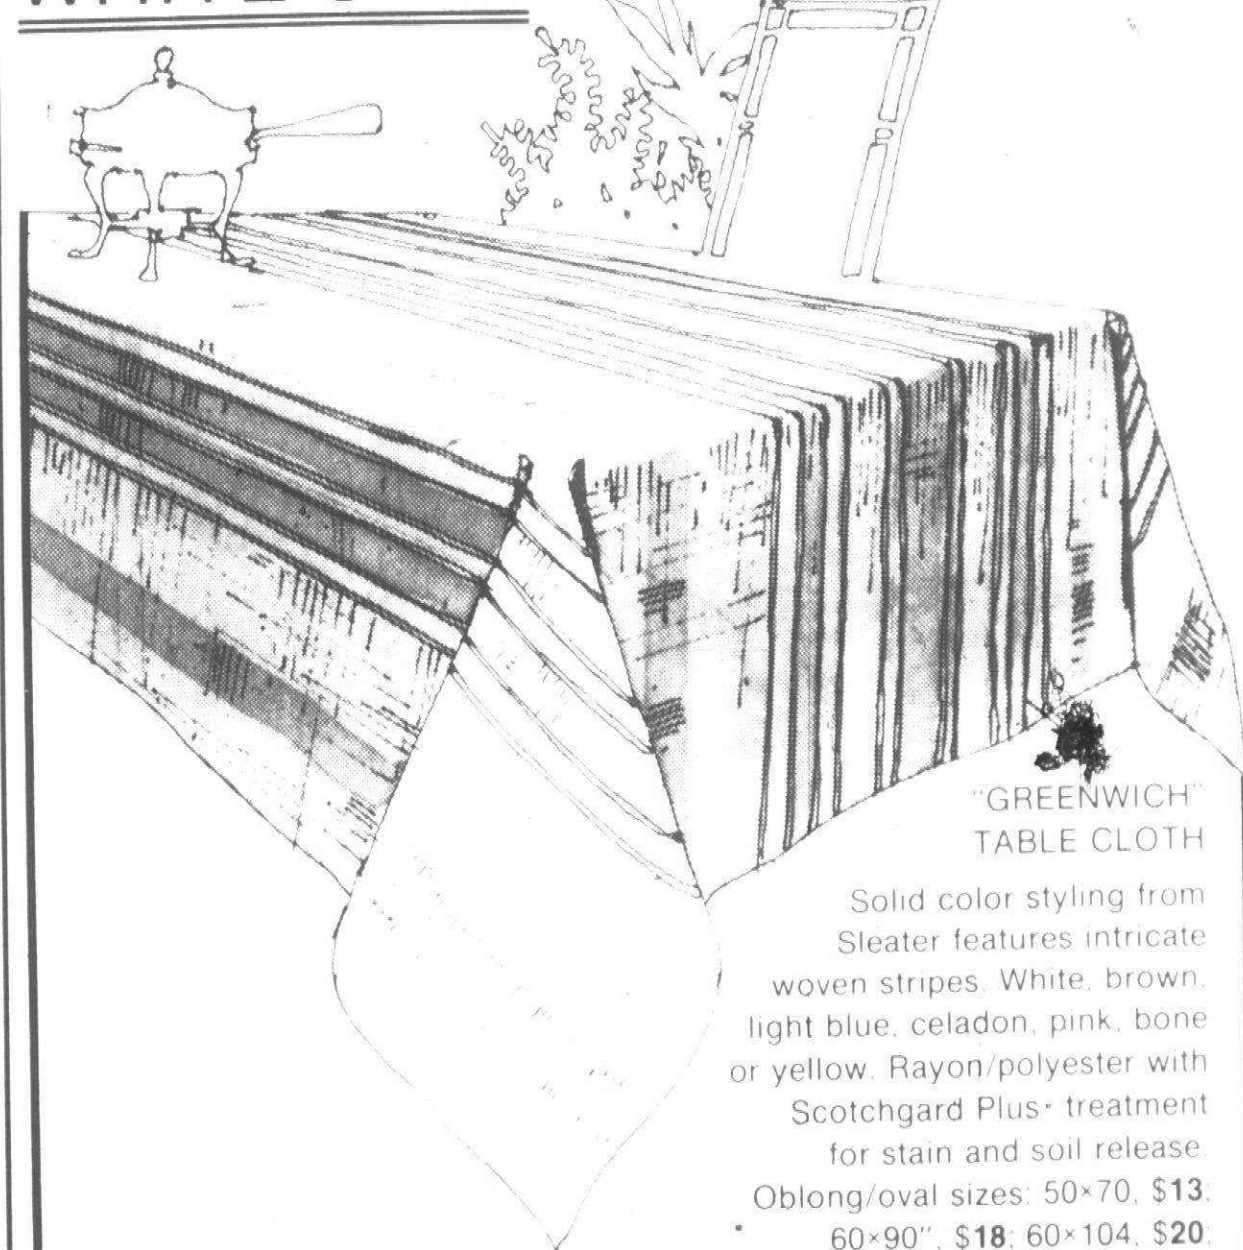 "GREENWICH"
TABLE CLOTH
Solid color styling from
Sleater features intricate
woven stripes. White, brown,
light blue, celadon, pink, bone
or yellow. Rayon/polyester with
Scotchgard Plus• treatment
for stain and soil release.
Oblong/oval sizes: 50×70, $13;
60×90", $18; 60×104, $20;